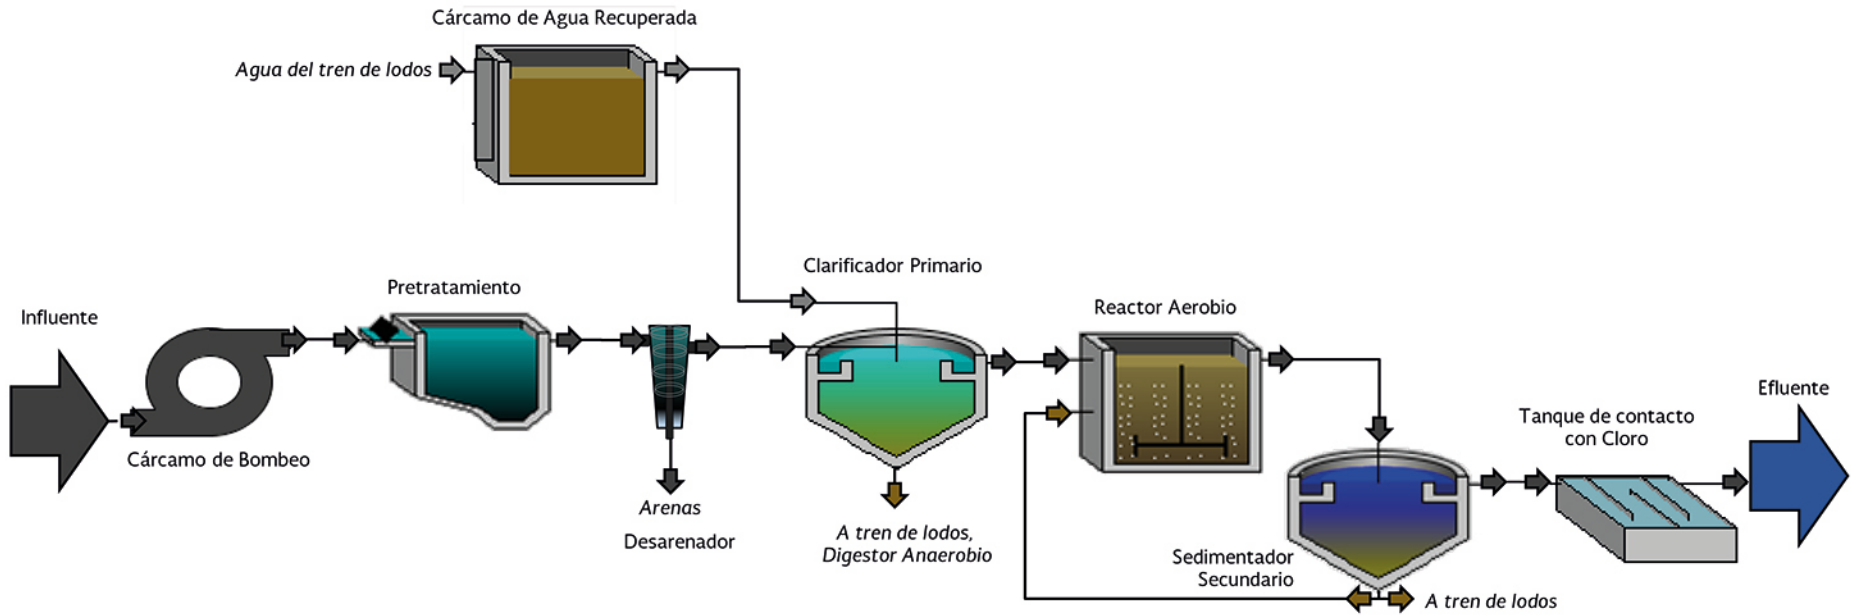 Cárcamo de Agua Recuperada
Agua del tren de lodos
Clarificador Primario
Pretratamiento
Reactor Aerobio
Influente
Efluente
Tanque de contacto
con Cloro
Cárcamo de Bombeo
Arenas
Desarenador
A tren de lodos,
Digestor Anaerobio
Sedimentador
Secundario
A tren de lodos